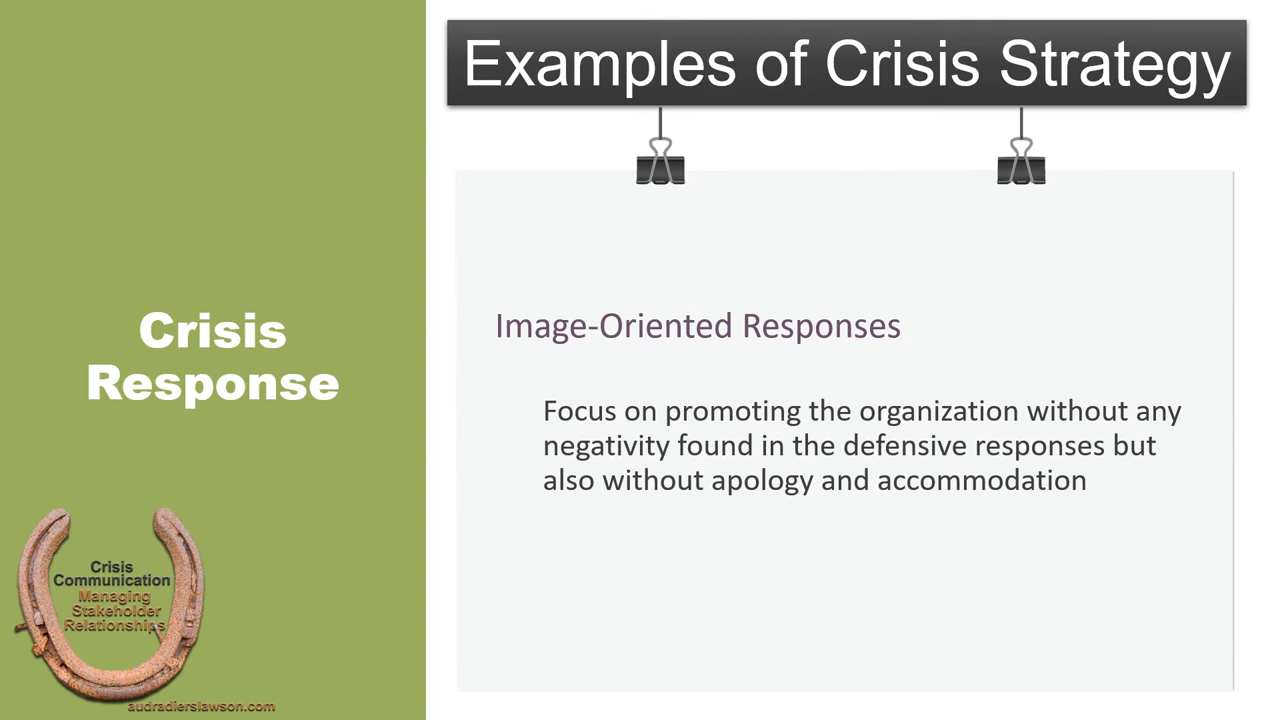 Examples of Crisis Strategy
Crisis
Response
Image-Oriented Responses
Focus on promoting the organization without any
negativity found in the defensive responses but
also without apology and accommodation
Crisis
Communication
Managing
Stakeholder
Relationships
audradierslawson.com